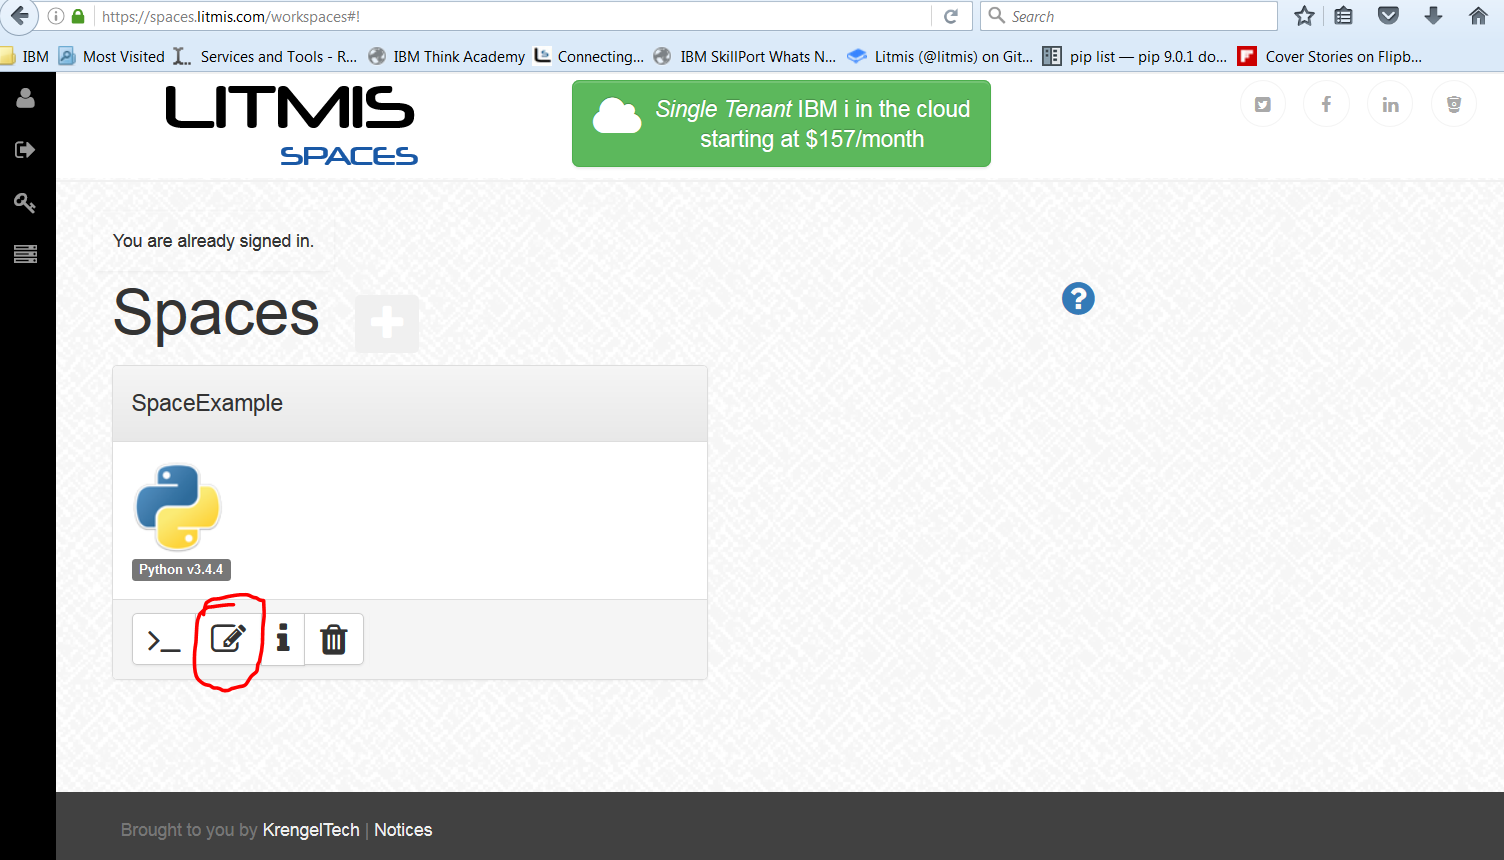 https://spaces.litmis.com/workspaces#!
Search
IBM Most Visited Services and Tools - R... IBM Think Academy Connecting... IBM SkillPort Whats N... Litmis (@litmis) on Git... pip list — pip 9.0.1 do... Cover Stories on Flipb...
LITMIS
SPACES
Single Tenant IBM i in the cloud
starting at $157/month
You are already signed in.
Spaces
SpaceExample
Python v3.4.4
Brought to you by KrengelTech | Notices